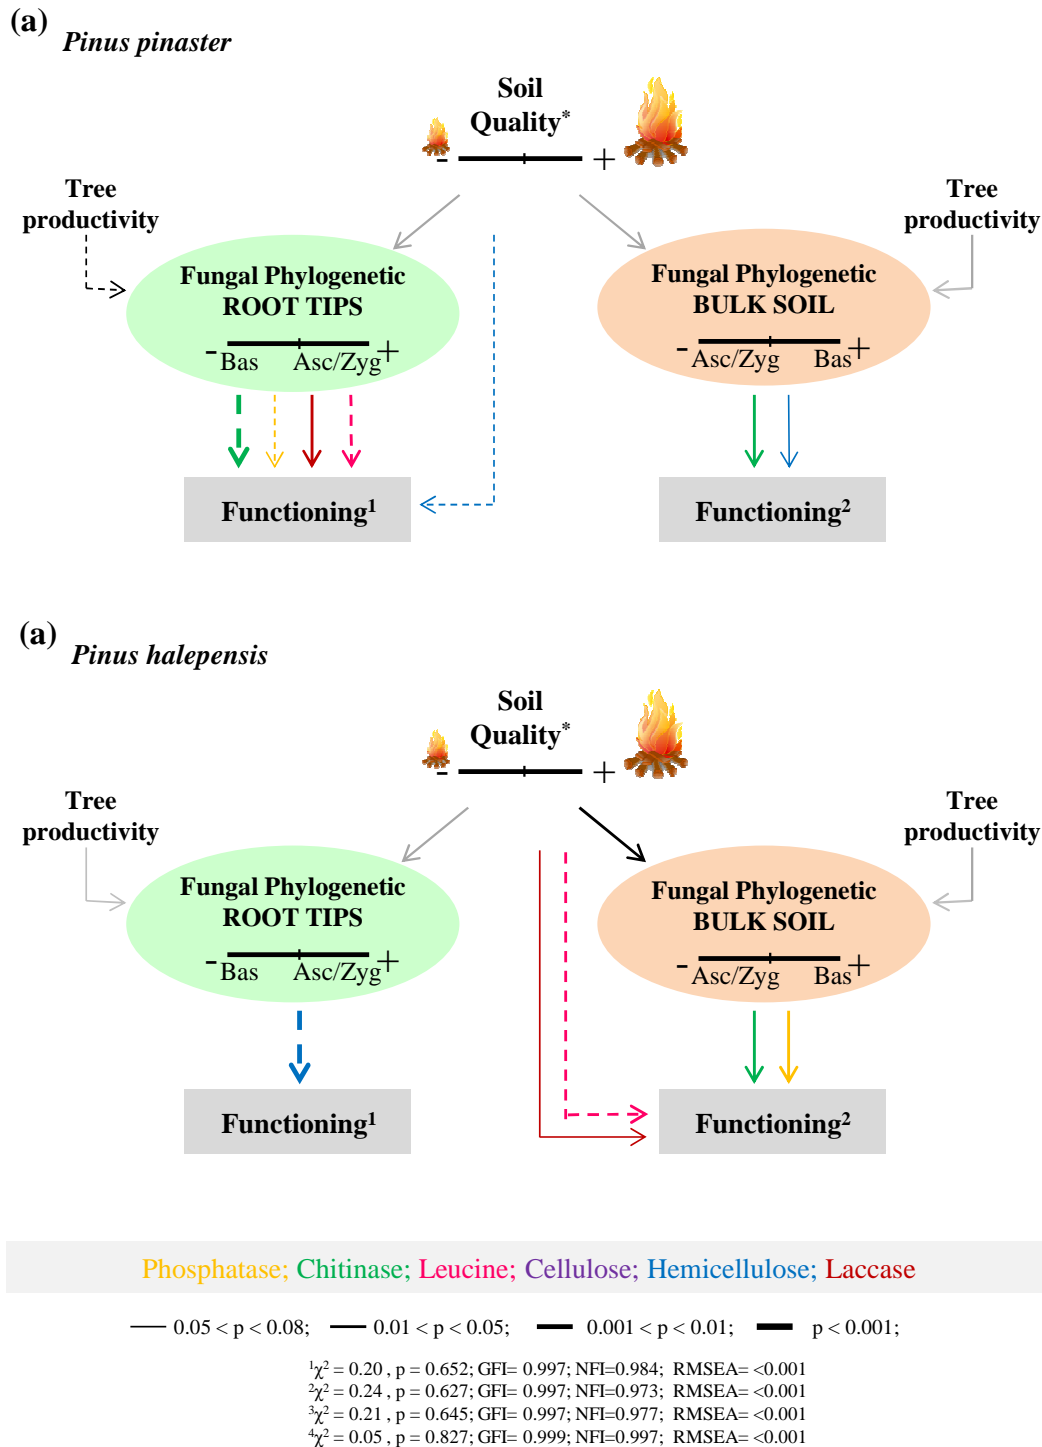 (a)
Pinus pinaster
Soil
Quality*
- +
Tree
productivity
Tree
productivity
Fungal Phylogenetic
ROOT TIPS
- Bas Asc/Zyg +
Fungal Phylogenetic
BULK SOIL
- Asc/Zyg Bas +
Functioning¹
Functioning²
(a)
Pinus halepensis
Soil
Quality*
- +
Tree
productivity
Tree
productivity
Fungal Phylogenetic
ROOT TIPS
- Bas Asc/Zyg +
Fungal Phylogenetic
BULK SOIL
- Asc/Zyg Bas +
Functioning¹
Functioning²
Phosphatase; Chitinase; Leucine; Cellulose; Hemicellulose; Laccase
0.05 < p < 0.08; 0.01 < p < 0.05; 0.001 < p < 0.01; p < 0.001;
¹χ² = 0.20 , p = 0.652; GFI= 0.997; NFI=0.984; RMSEA= <0.001
²χ² = 0.24 , p = 0.627; GFI= 0.997; NFI=0.973; RMSEA= <0.001
³χ² = 0.21 , p = 0.645; GFI= 0.997; NFI=0.977; RMSEA= <0.001
⁴χ² = 0.05 , p = 0.827; GFI= 0.999; NFI=0.997; RMSEA= <0.001